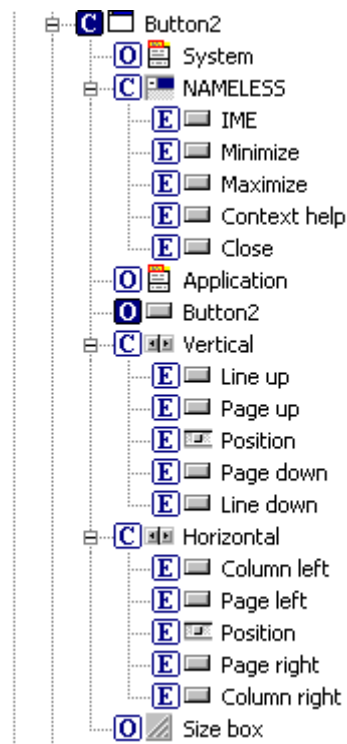 C Button2
O System
C NAMELESS
E IME
E Minimize
E Maximize
E Context help
E Close
O Application
O Button2
C Vertical
E Line up
E Page up
E Position
E Page down
E Line down
C Horizontal
E Column left
E Page left
E Position
E Page right
E Column right
O Size box